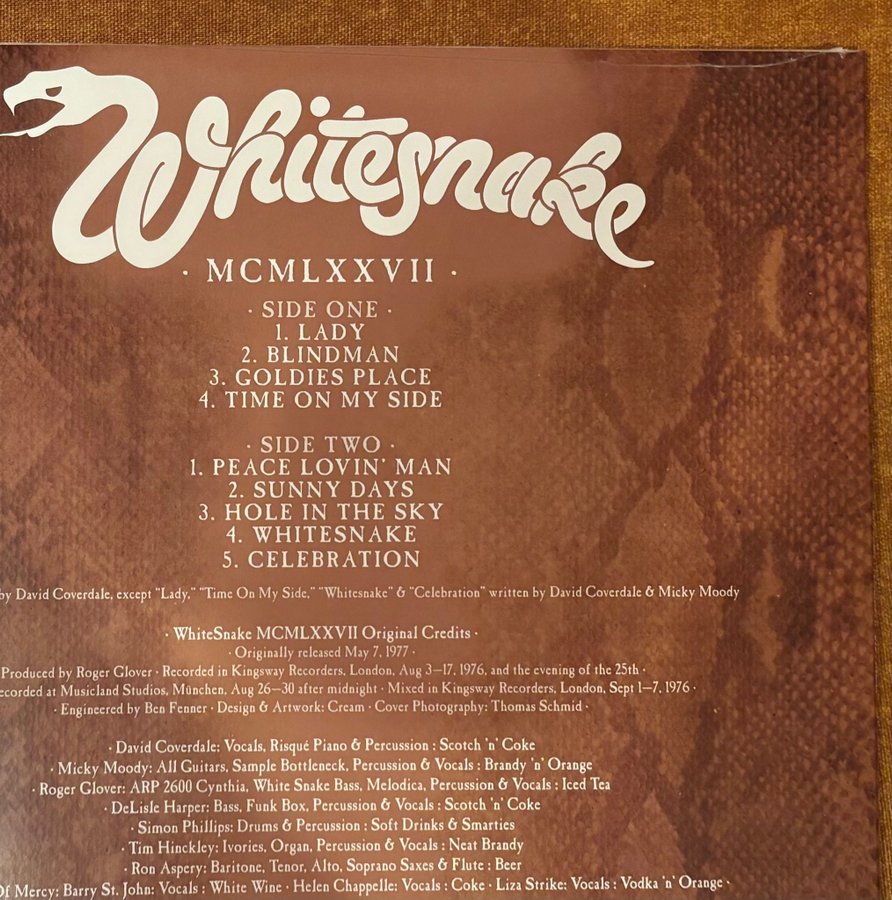 Whitesnake
· MCMLXXVII ·
· SIDE ONE ·
1. LADY
2. BLINDMAN
3. GOLDIES PLACE
4. TIME ON MY SIDE
· SIDE TWO ·
1. PEACE LOVIN' MAN
2. SUNNY DAYS
3. HOLE IN THE SKY
4. WHITESNAKE
5. CELEBRATION
by David Coverdale, except "Lady," "Time On My Side," "Whitesnake" & "Celebration" written by David Coverdale & Micky Moody
· WhiteSnake MCMLXXVII Original Credits ·
· Originally released May 7, 1977 ·
Produced by Roger Glover · Recorded in Kingsway Recorders, London, Aug 3–17, 1976, and the evening of the 25th ·
ecorded at Musicland Studios, München, Aug 26–30 after midnight · Mixed in Kingsway Recorders, London, Sept 1–7, 1976 ·
· Engineered by Ben Fenner · Design & Artwork: Cream · Cover Photography: Thomas Schmid ·
· David Coverdale: Vocals, Risqué Piano & Percussion : Scotch 'n' Coke
· Micky Moody: All Guitars, Sample Bottleneck, Percussion & Vocals : Brandy 'n' Orange
· Roger Glover: ARP 2600 Cynthia, White Snake Bass, Melodica, Percussion & Vocals : Iced Tea
· DeLisle Harper: Bass, Funk Box, Percussion & Vocals : Scotch 'n' Coke
· Simon Phillips: Drums & Percussion : Soft Drinks & Smarties
· Tim Hinckley: Ivories, Organ, Percussion & Vocals : Neat Brandy
· Ron Aspery: Baritone, Tenor, Alto, Soprano Saxes & Flute : Beer
Of Mercy: Barry St. John: Vocals : White Wine · Helen Chappelle: Vocals : Coke · Liza Strike: Vocals : Vodka 'n' Orange ·